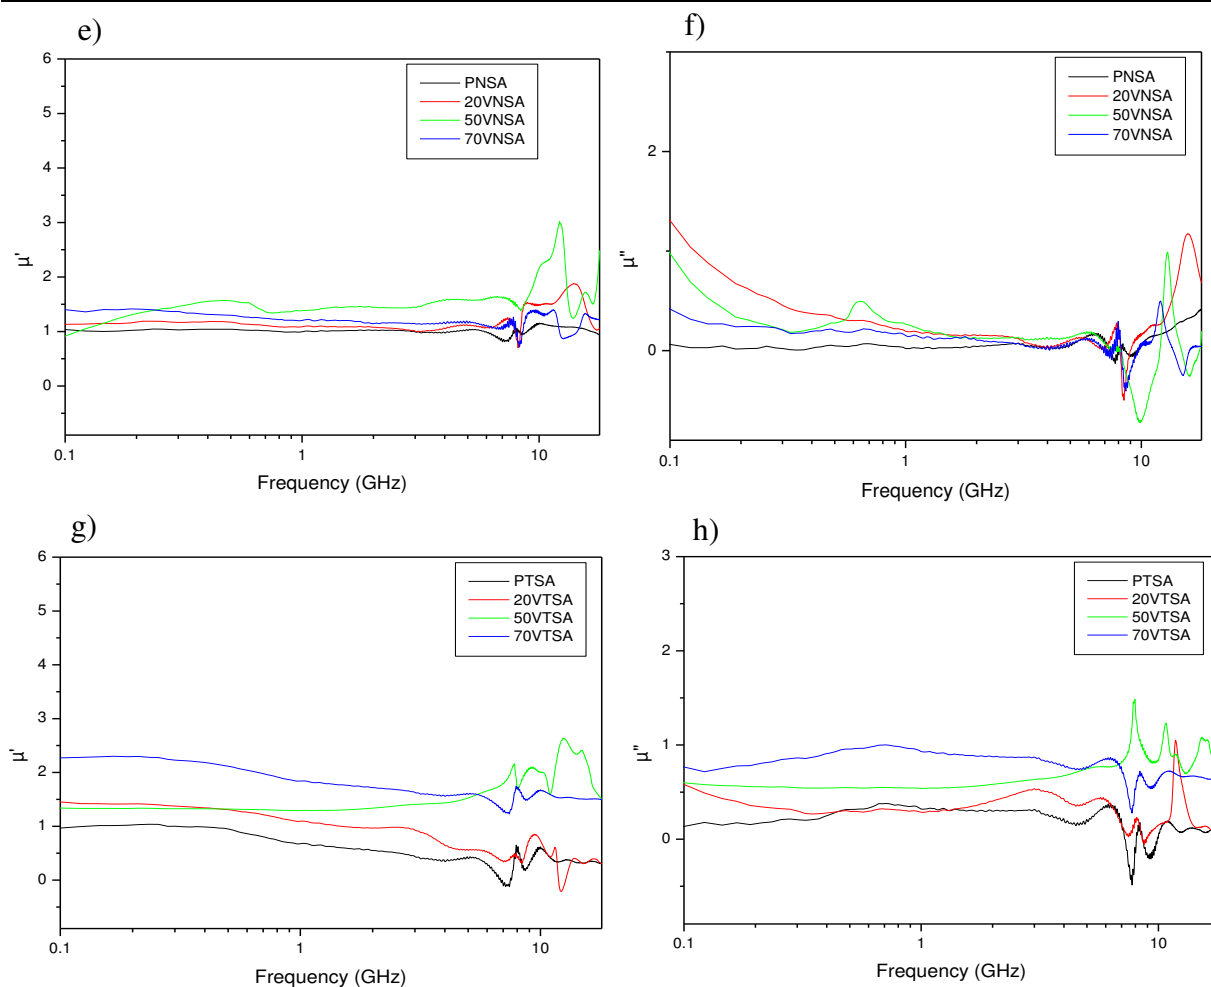 e)
6
5
4
3
2
1
0
μ'
0.1
1
10
Frequency (GHz)
PNSA
20VNSA
50VNSA
70VNSA
f)
2
0
μ''
0.1
1
10
Frequency (GHz)
PNSA
20VNSA
50VNSA
70VNSA
g)
6
5
4
3
2
1
0
μ'
0.1
1
10
Frequency (GHz)
PTSA
20VTSA
50VTSA
70VTSA
h)
3
2
1
0
μ''
0.1
1
10
Frequency (GHz)
PTSA
20VTSA
50VTSA
70VTSA